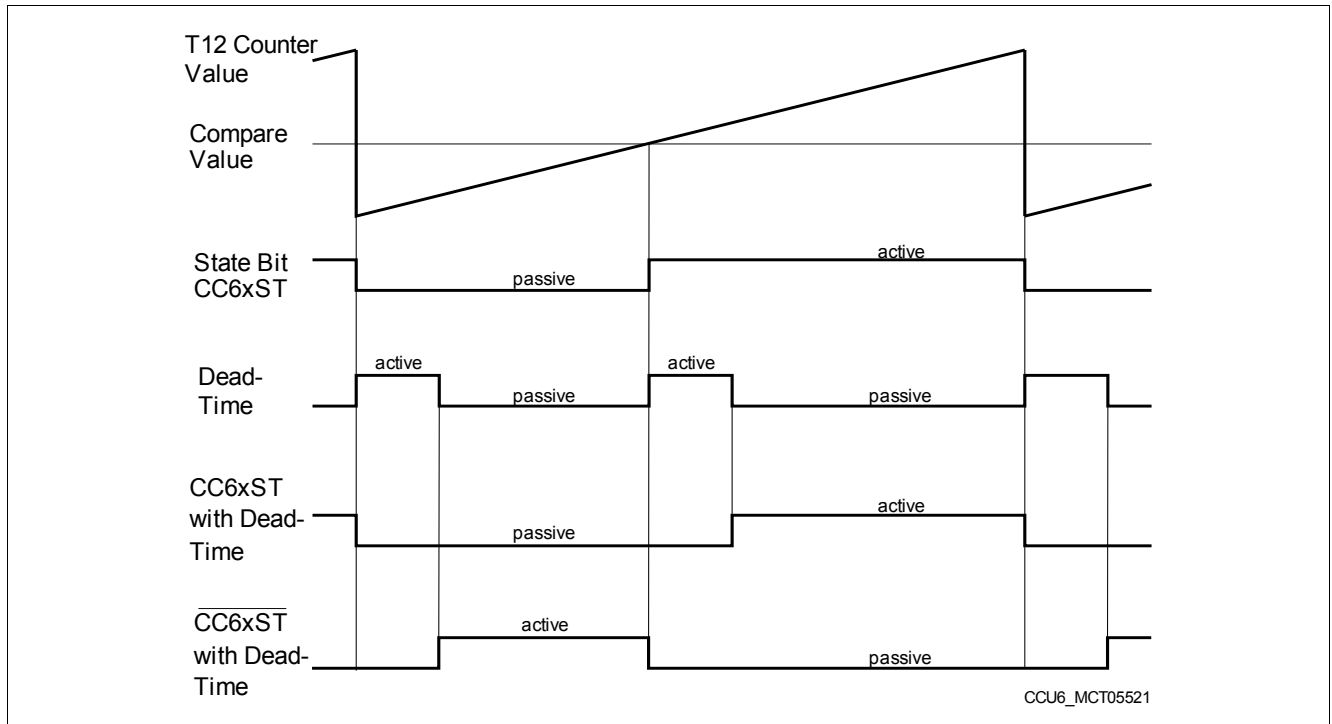 T12 Counter
Value
Compare
Value
State Bit
CC6xST
active
passive
Dead-
Time
active
active
passive
passive
CC6xST
with Dead-
Time
active
passive
C̅C̅6̅x̅S̅T̅
with Dead-
Time
active
passive
CCU6_MCT05521